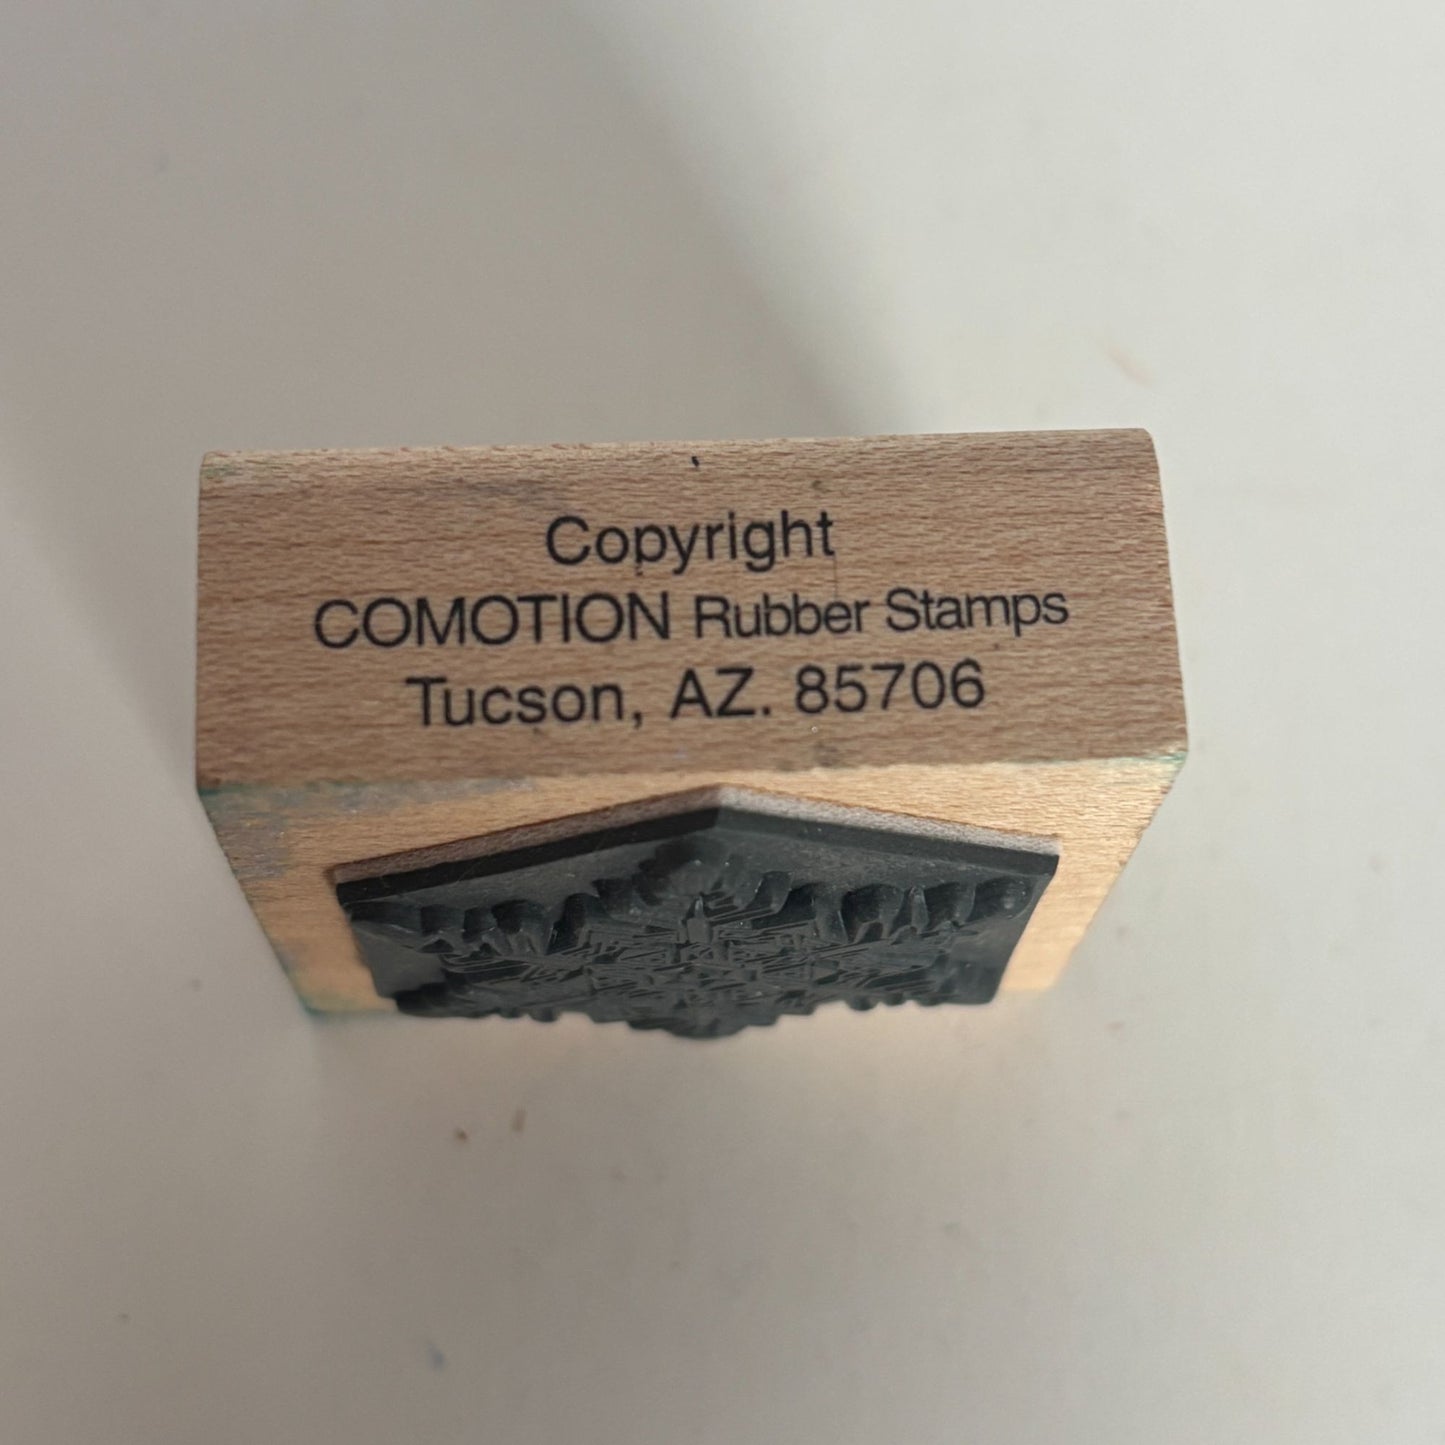 Copyright
COMOTION Rubber Stamps
Tucson, AZ. 85706